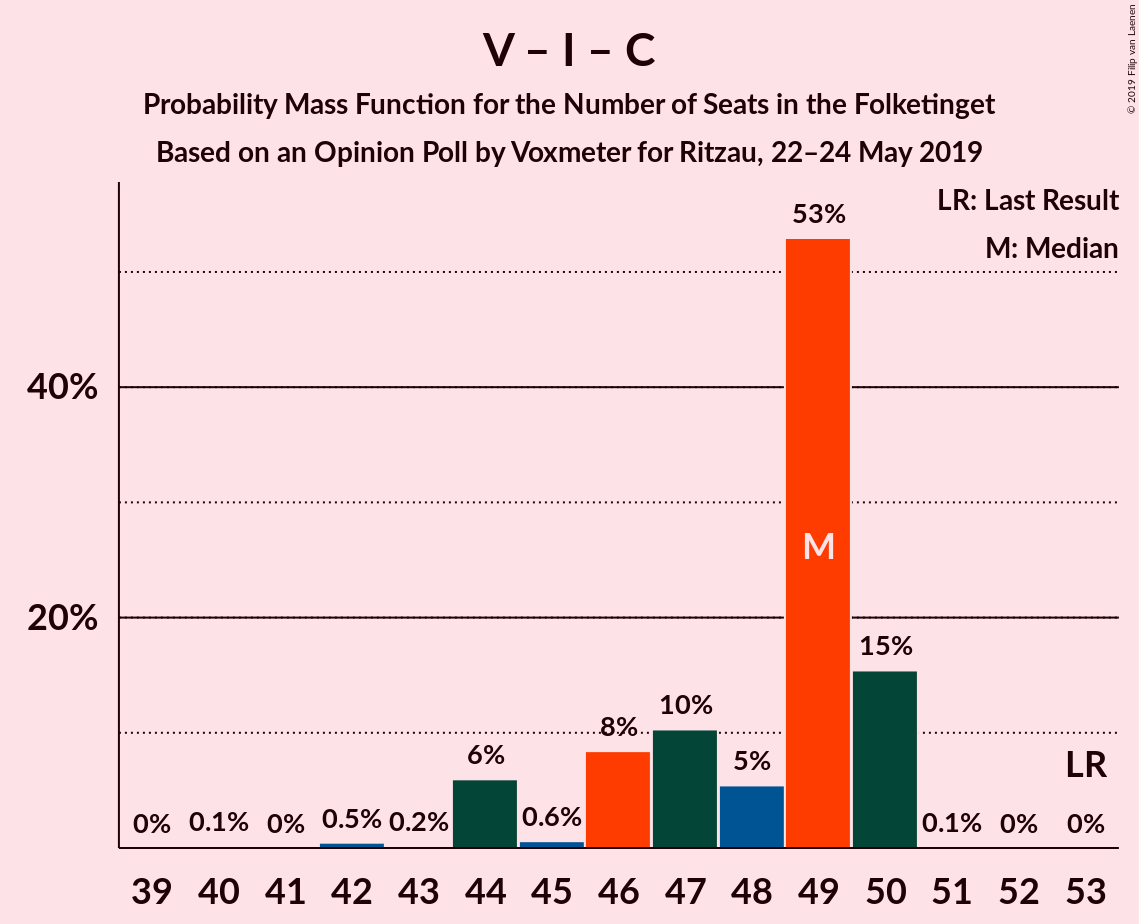 V – I – C
Probability Mass Function for the Number of Seats in the Folketinget
Based on an Opinion Poll by Voxmeter for Ritzau, 22–24 May 2019
© 2019 Filip van Laenen
LR: Last Result
M: Median
53%
40%
M
20%
15%
10%
8%
6%
5%
LR
0% 0.1% 0% 0.5% 0.2% 0.6% 0.1% 0% 0%
39 40 41 42 43 44 45 46 47 48 49 50 51 52 53